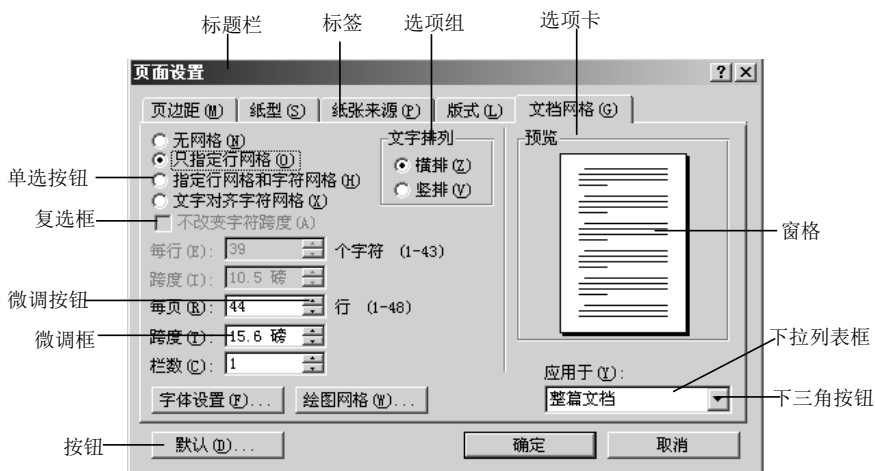 标题栏 标签 选项组 选项卡
页面设置
页边距(M) 纸型(S) 纸张来源(P) 版式(L) 文档网格(G)
无网格(N)
只指定行网格(O)
指定行网格和字符网格(H)
文字对齐字符网格(X)
文字排列
横排(Z)
竖排(V)
预览
单选按钮
复选框
不改变字符跨度(A)
窗格
每行(E): 39 个字符 (1-43)
跨度(I): 10.5 磅
微调按钮
每页(R): 44 行 (1-48)
微调框
跨度(T): 15.6 磅
下拉列表框
栏数(C): 1
应用于(Y):
字体设置(F)... 绘图网格(W)...
整篇文档
下三角按钮
按钮
默认(D)... 确定 取消